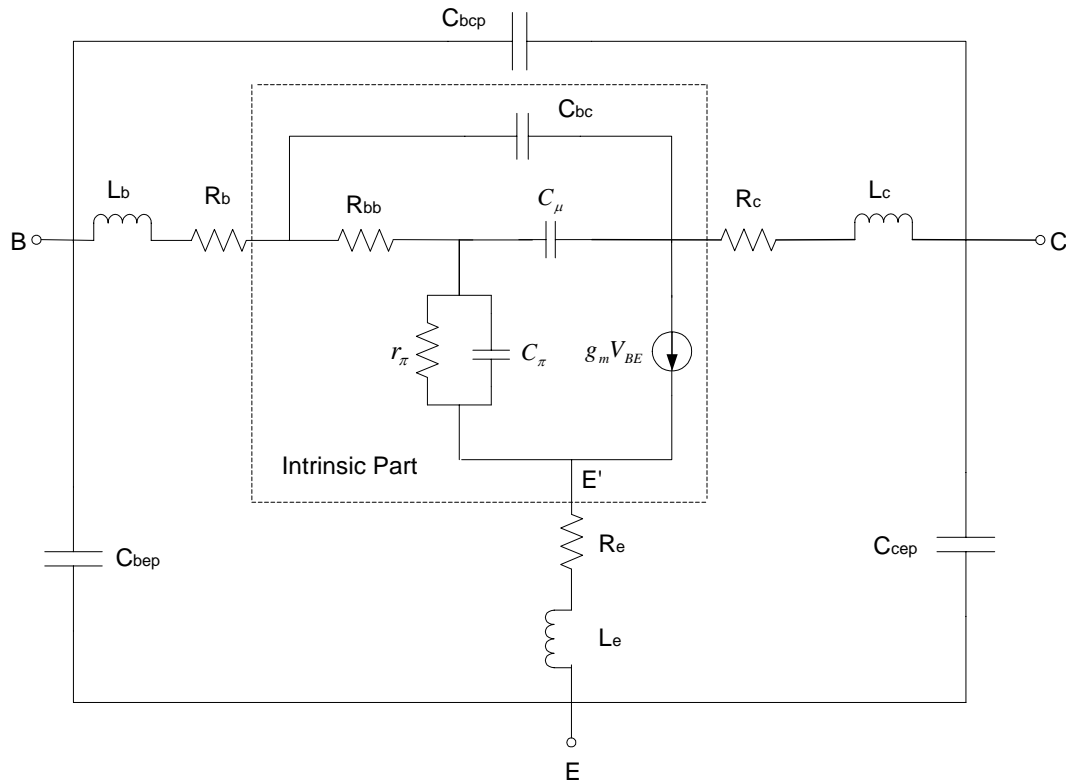 Cbcp
Cbc
Lb
Rb
Rbb
Cμ
Rc
Lc
B
C
rπ
Cπ
gmVBE
Intrinsic Part
E'
Re
Cbep
Ccep
Le
E